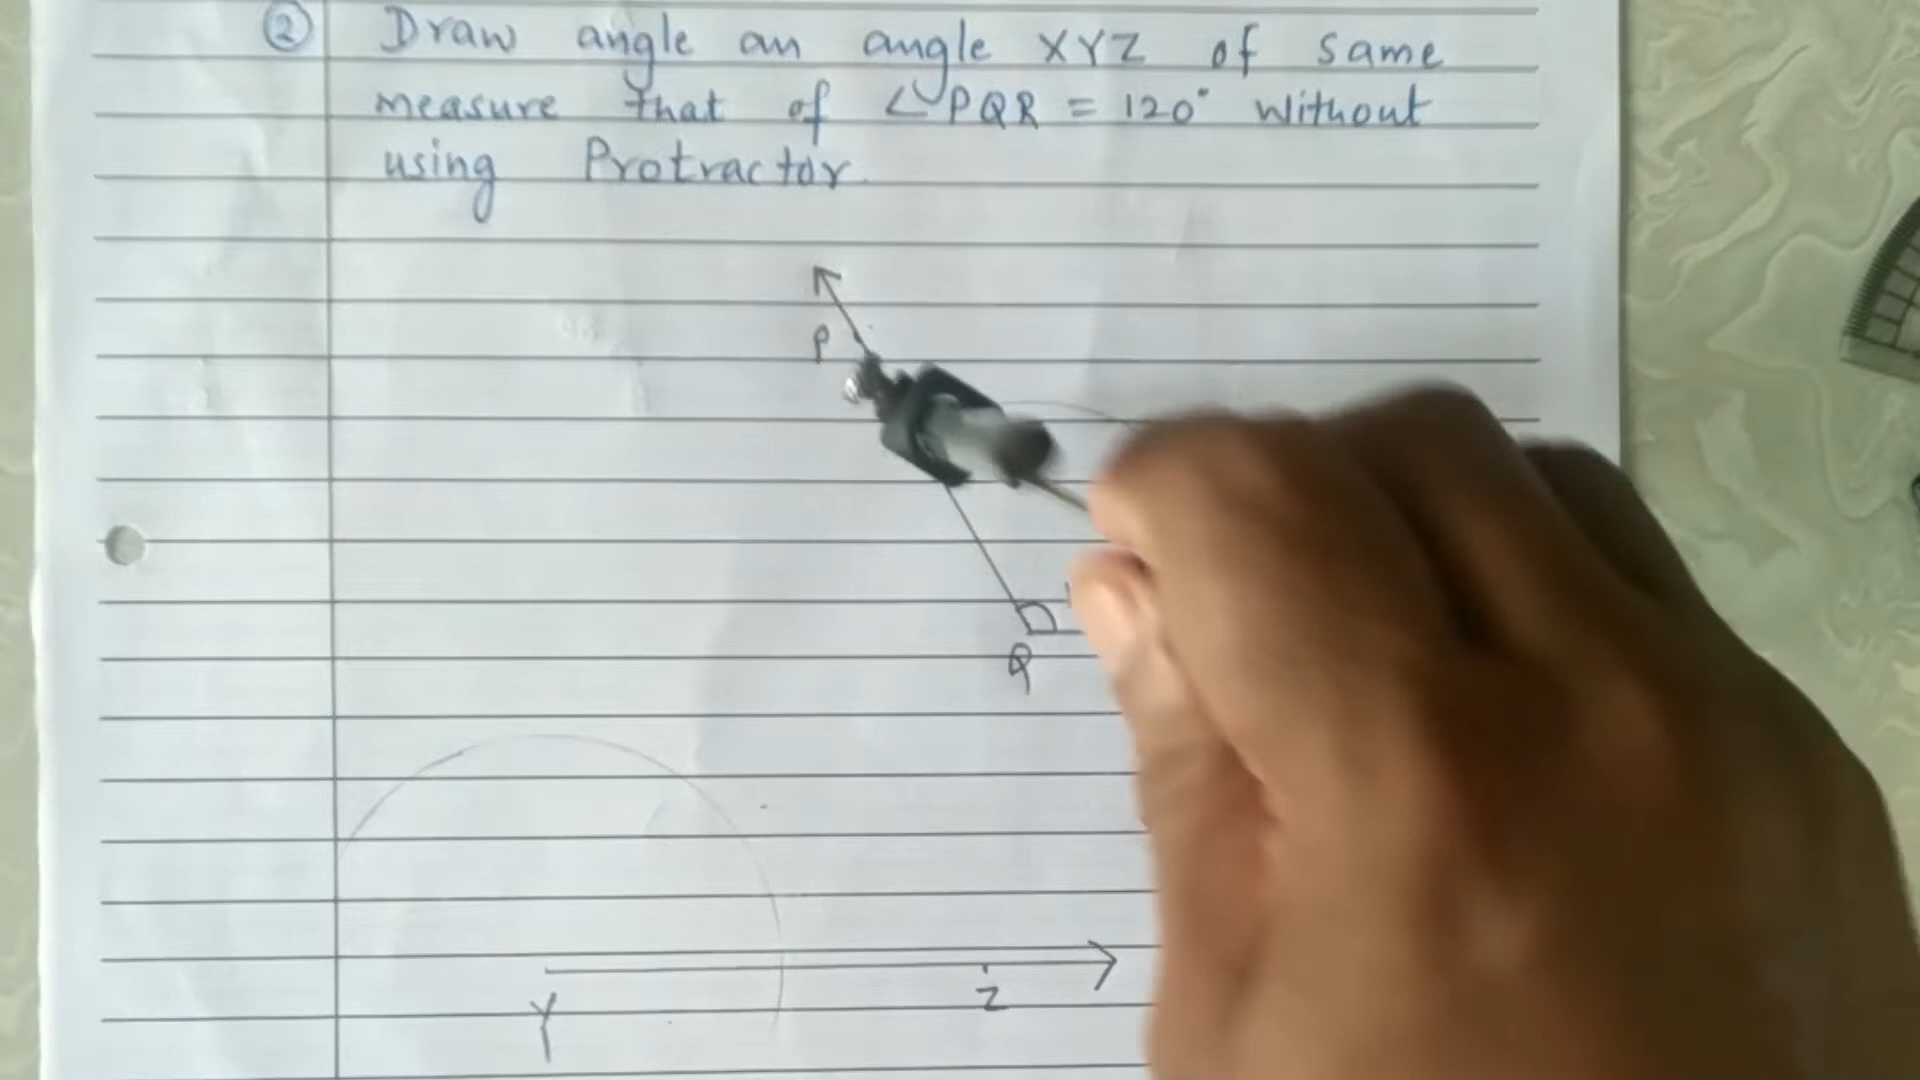 ② Draw angle an angle XYZ of same
measure that of ∠PQR = 120° without
using Protractor.
P
Q
Y
Z